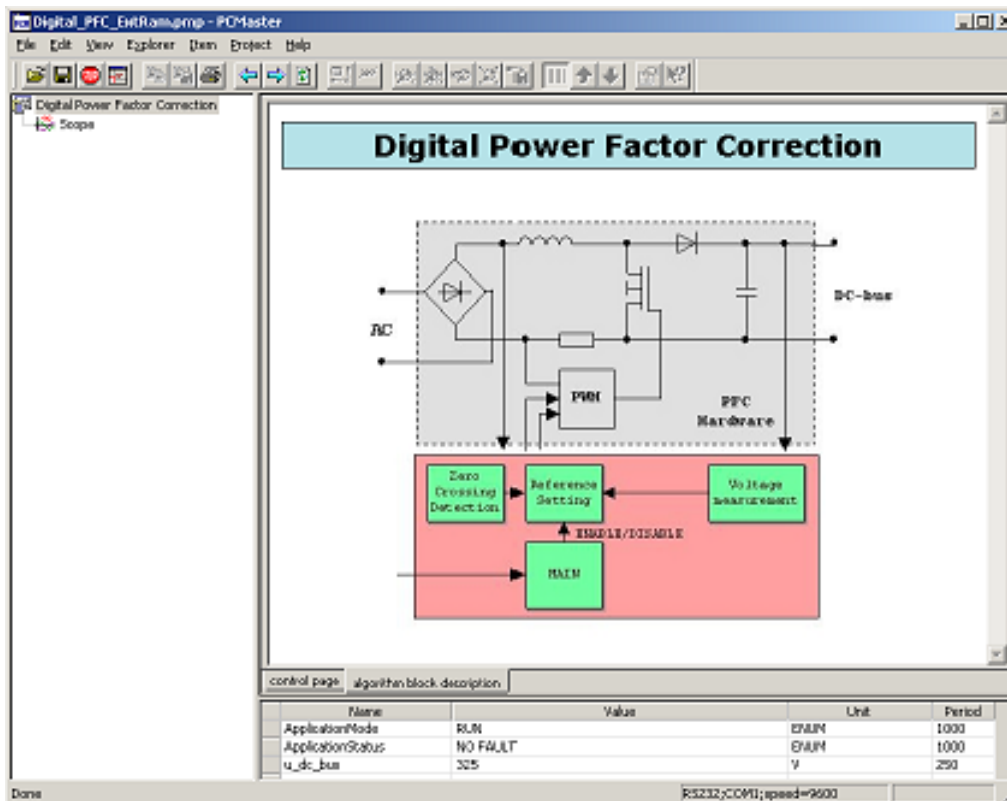 Digital_PFC_ExtRam.pmp - PCMaster
File Edit View Explorer Item Project Help
Digital Power Factor Correction
Scope
Digital Power Factor Correction
AC
DC-bus
PWM
PFC
Hardware
Zero
Crossing
Detection
Reference
Setting
Voltage
measurement
ENABLE/DISABLE
MAIN
control page
algorithm block description
Name Value Unit Period
ApplicationMode RUN ENUM 1000
ApplicationStatus NO FAULT ENUM 1000
u_dc_bus 325 V 250
Done
RS232;COM1;speed=9600